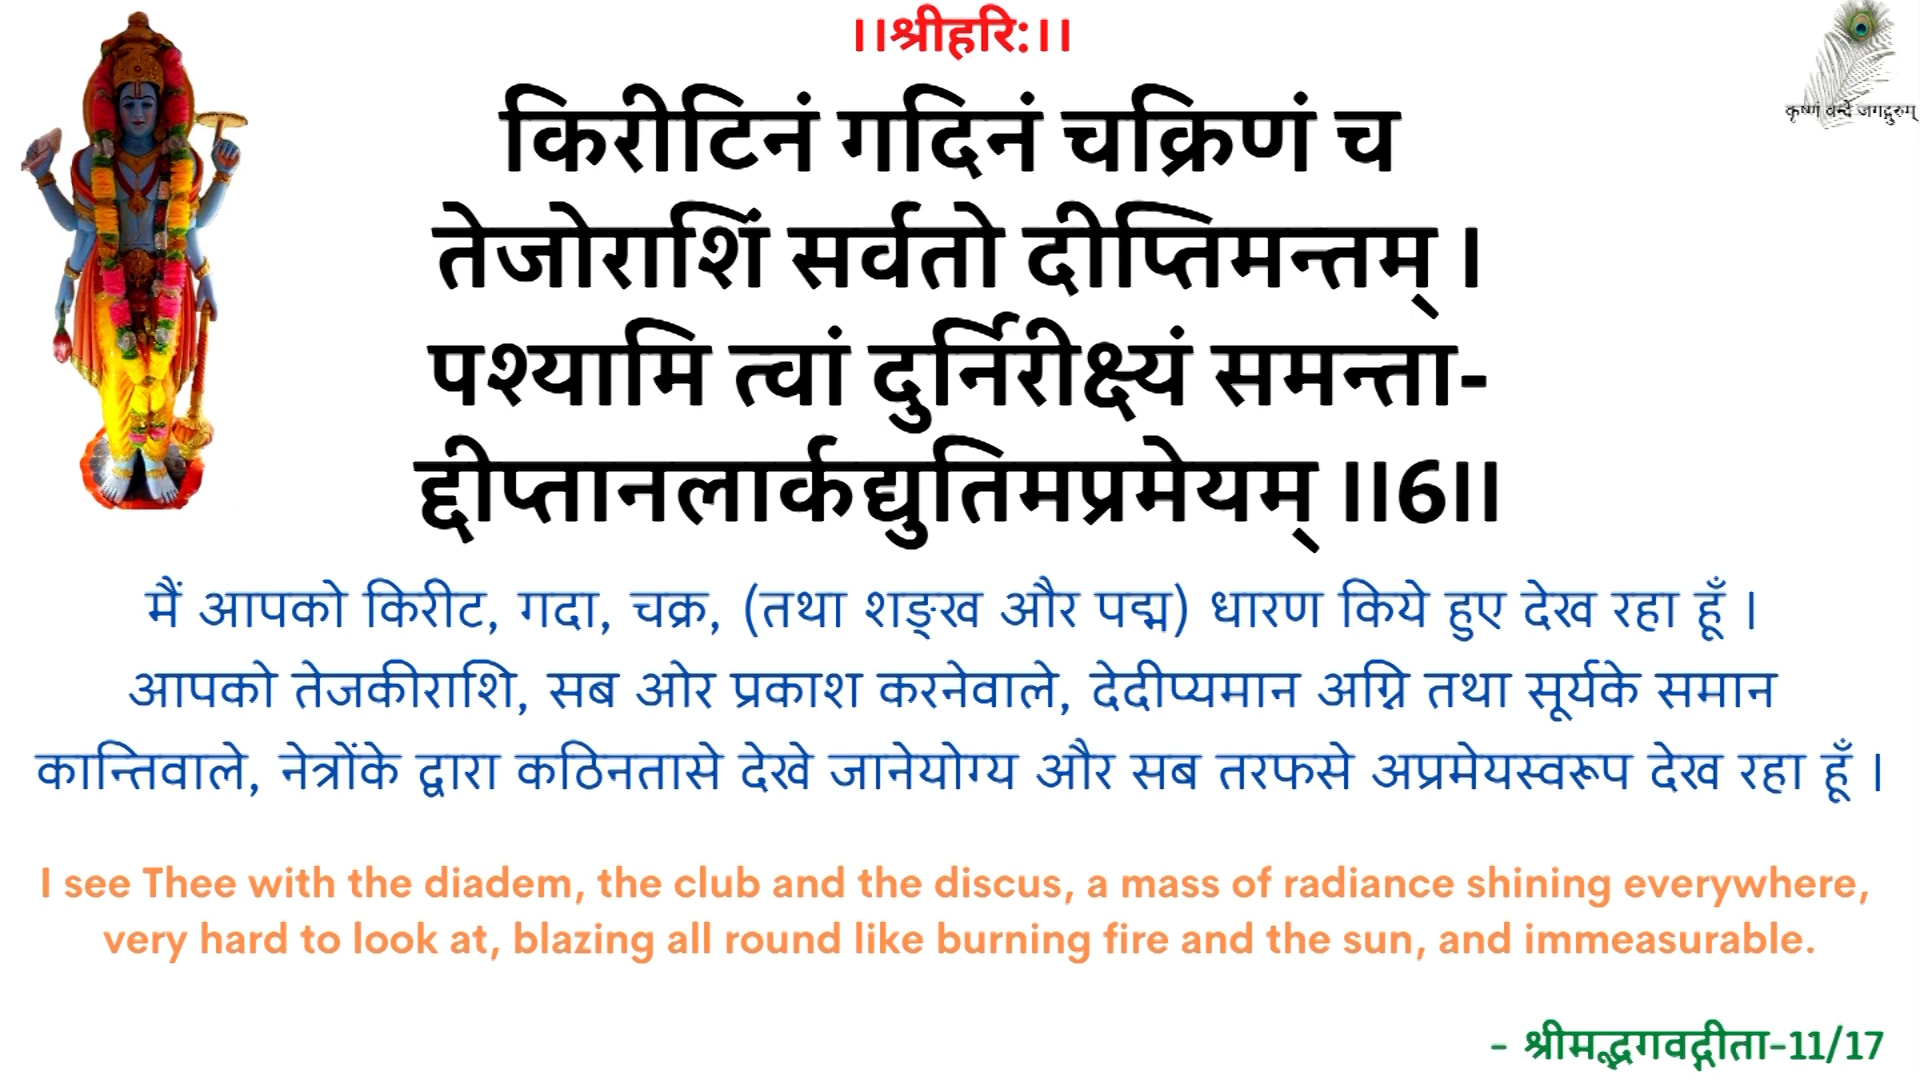 ।।श्रीहरि:।।
कृष्णं वन्दे जगद्गुरुम्
किरीटिनं गदिनं चक्रिणं च
तेजोराशिं सर्वतो दीप्तिमन्तम् ।
पश्यामि त्वां दुर्निरीक्ष्यं समन्ता-
द्दीप्तानलार्कद्युतिमप्रमेयम् ।।6।।
मैं आपको किरीट, गदा, चक्र, (तथा शङ्ख और पद्म) धारण किये हुए देख रहा हूँ ।
आपको तेजकीराशि, सब ओर प्रकाश करनेवाले, देदीप्यमान अग्नि तथा सूर्यके समान
कान्तिवाले, नेत्रोंके द्वारा कठिनतासे देखे जानेयोग्य और सब तरफसे अप्रमेयस्वरूप देख रहा हूँ ।
I see Thee with the diadem, the club and the discus, a mass of radiance shining everywhere,
very hard to look at, blazing all round like burning fire and the sun, and immeasurable.
- श्रीमद्भगवद्गीता-11/17